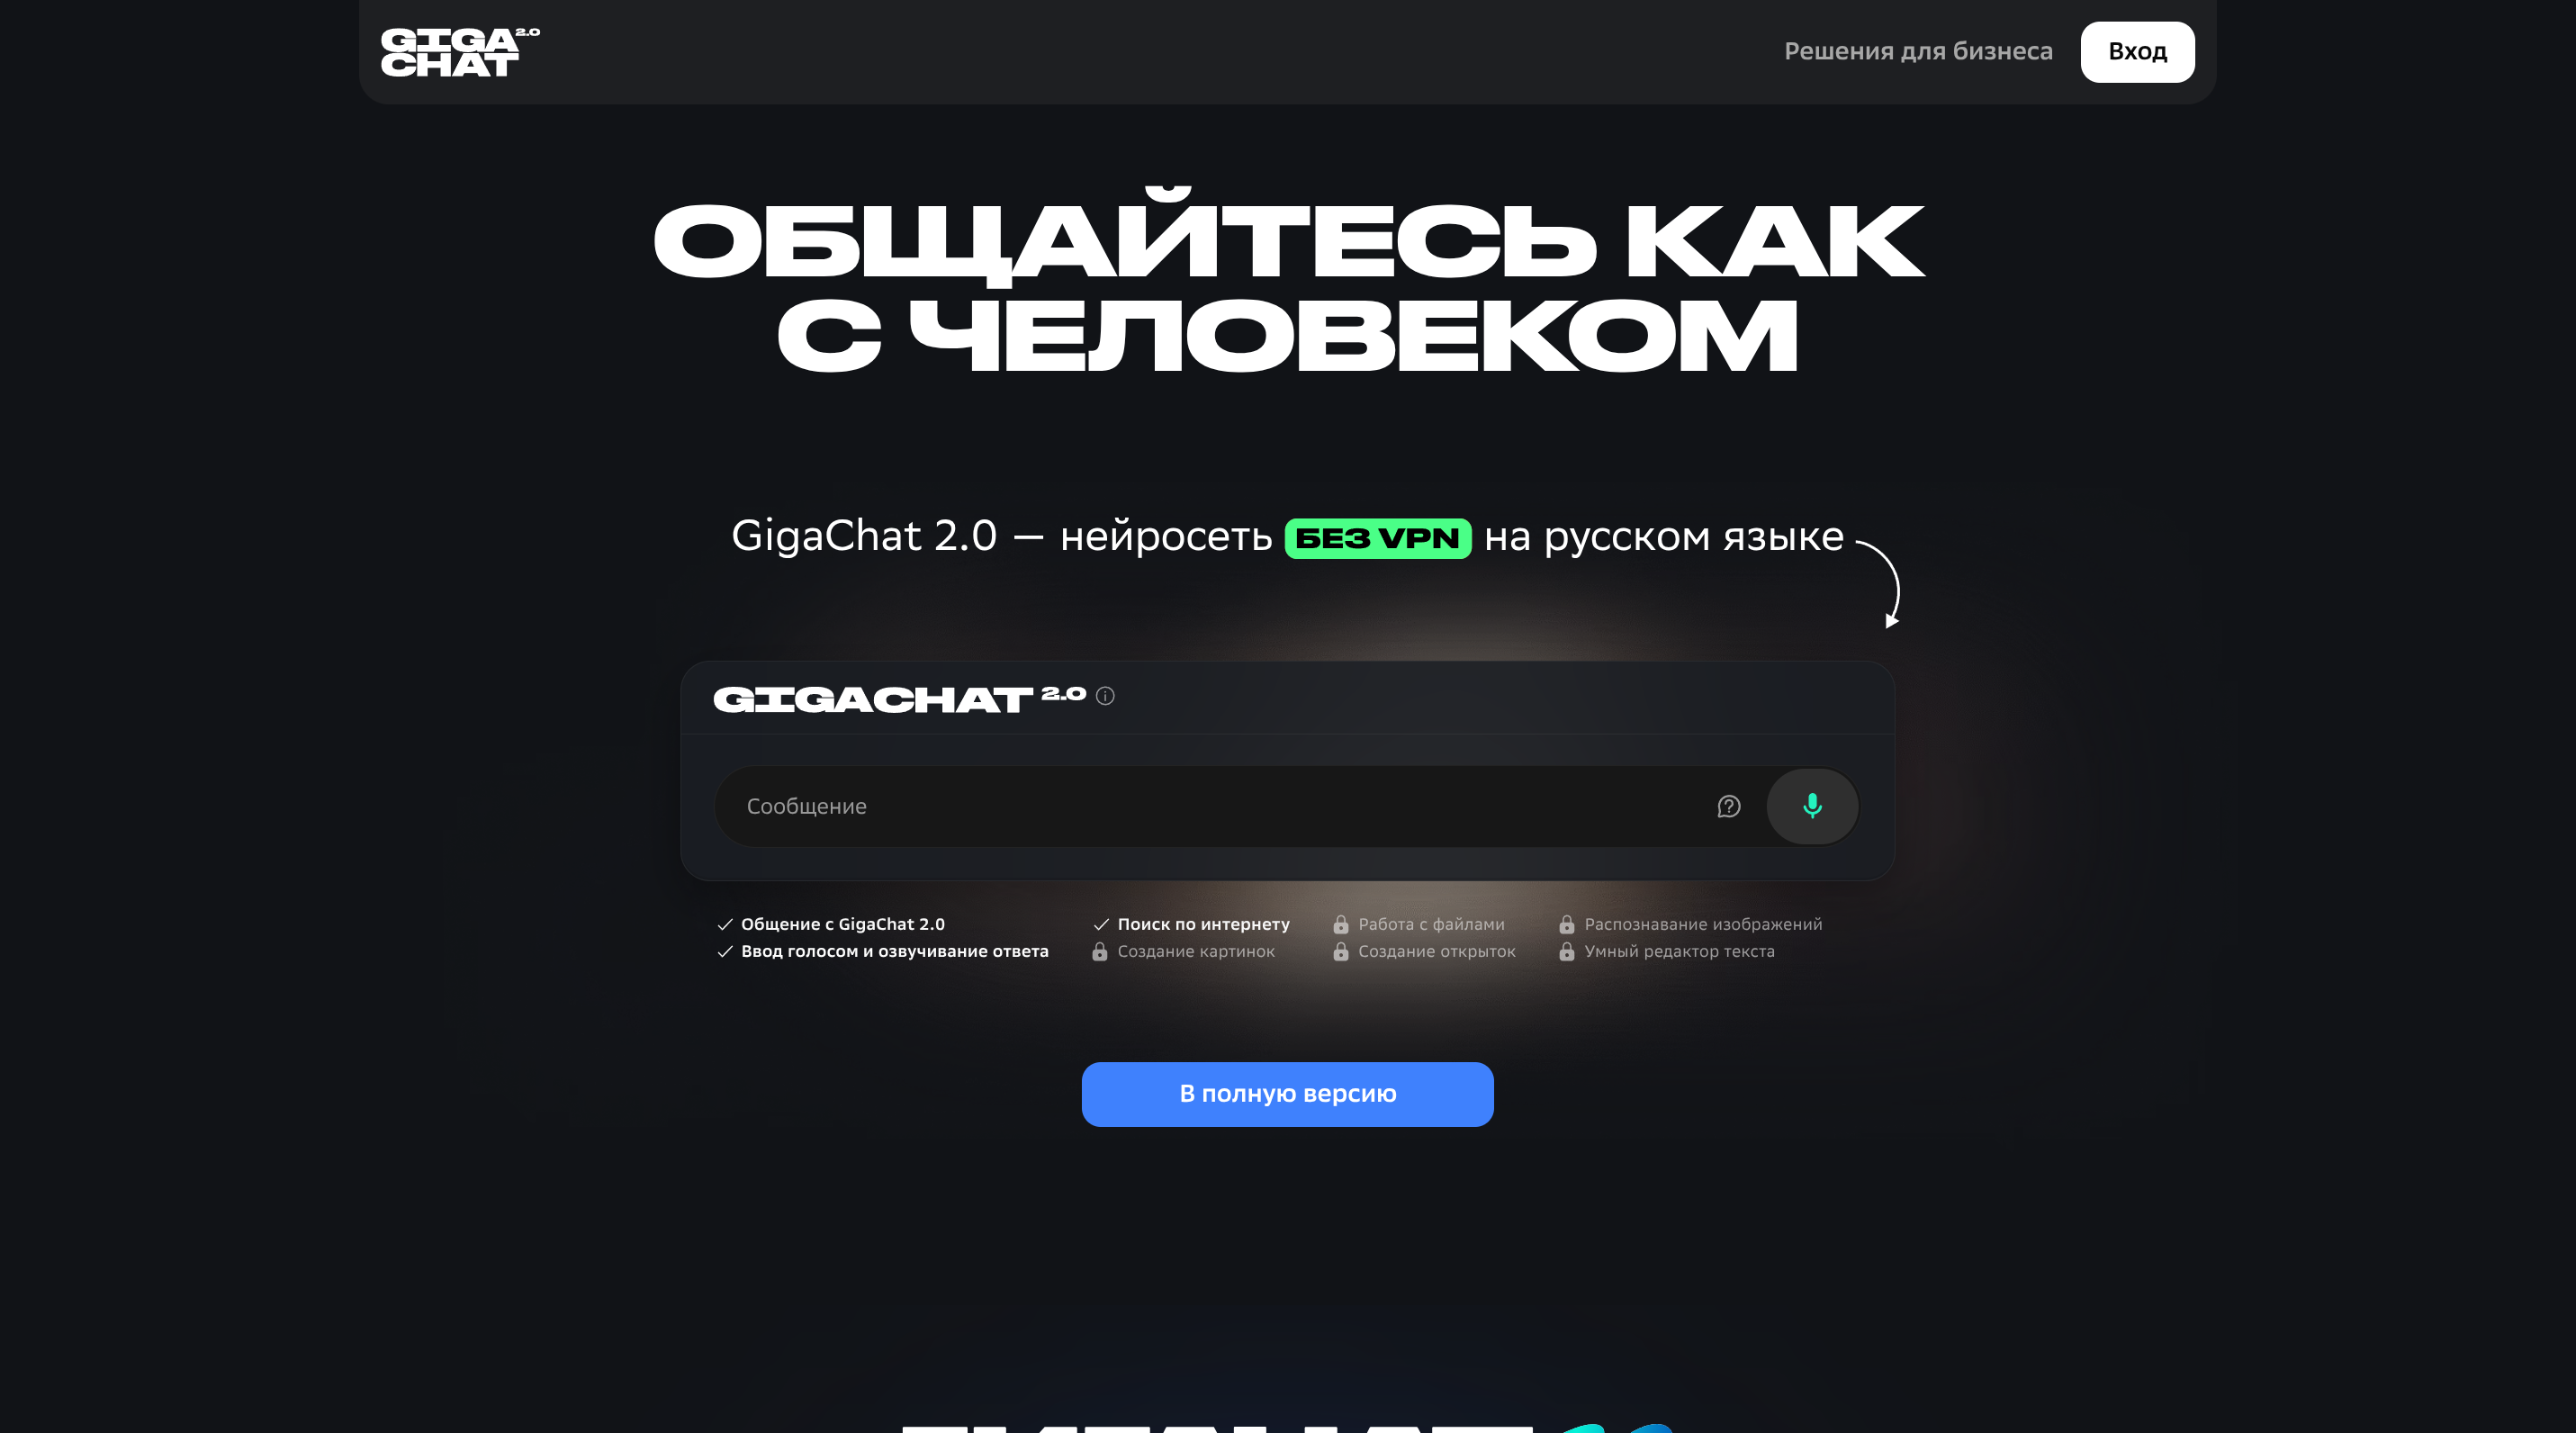 GIGA 2.0
CHAT
Решения для бизнеса
Вход
ОБЩАЙТЕСЬ КАК
С ЧЕЛОВЕКОМ
GigaChat 2.0 — нейросеть БЕЗ VPN на русском языке
GIGACHAT 2.0
Сообщение
Общение с GigaChat 2.0
Поиск по интернету
Работа с файлами
Распознавание изображений
Ввод голосом и озвучивание ответа
Создание картинок
Создание открыток
Умный редактор текста
В полную версию